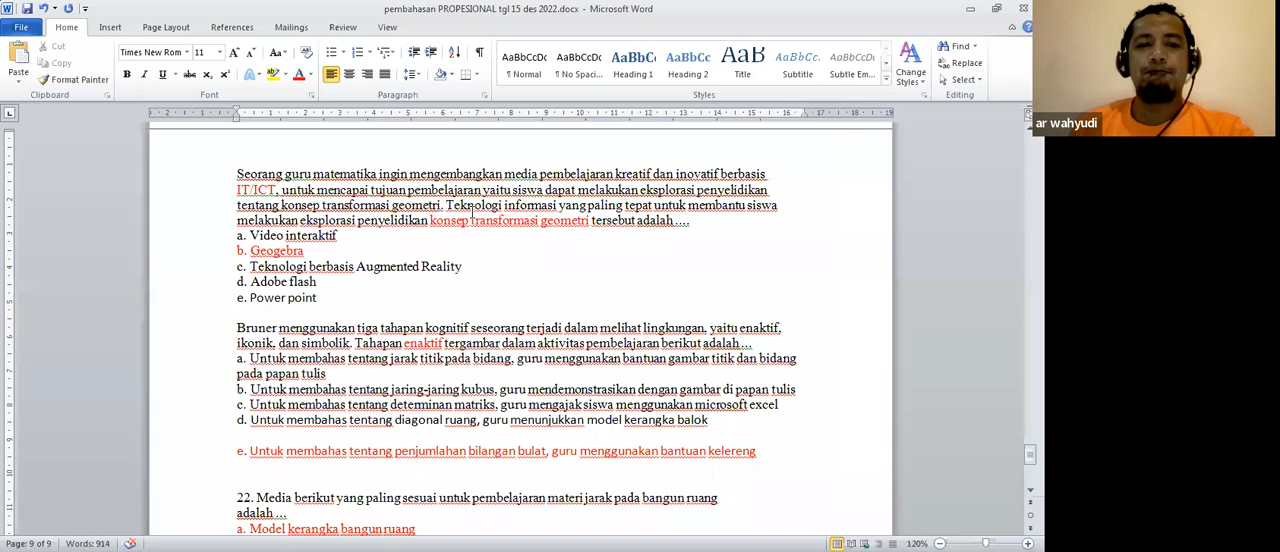 pembahasan PROPESIONAL tgl 15 des 2022.docx - Microsoft Word
File Home Insert Page Layout References Mailings Review View
Paste
Cut
Copy
Format Painter
Clipboard
Times New Rom 11
Font
Paragraph
AaBbCcDc AaBbCcDc AaBbC AaBbCc AaB AaBbCc. AaBbCcDc
¶ Normal ¶ No Spaci... Heading 1 Heading 2 Title Subtitle Subtle Em...
Styles
Change
Styles
Find
Replace
Select
Editing
ar wahyudi
Seorang guru matematika ingin mengembangkan media pembelajaran kreatif dan inovatif berbasis
IT/ICT, untuk mencapai tujuan pembelajaran yaitu siswa dapat melakukan eksplorasi penyelidikan
tentang konsep transformasi geometri. Teknologi informasi yang paling tepat untuk membantu siswa
melakukan eksplorasi penyelidikan konsep transformasi geometri tersebut adalah ....
a. Video interaktif
b. Geogebra
c. Teknologi berbasis Augmented Reality
d. Adobe flash
e. Power point
Bruner menggunakan tiga tahapan kognitif seseorang terjadi dalam melihat lingkungan, yaitu enaktif,
ikonik, dan simbolik. Tahapan enaktif tergambar dalam aktivitas pembelajaran berikut adalah ...
a. Untuk membahas tentang jarak titik pada bidang, guru menggunakan bantuan gambar titik dan bidang
pada papan tulis
b. Untuk membahas tentang jaring-jaring kubus, guru mendemonstrasikan dengan gambar di papan tulis
c. Untuk membahas tentang determinan matriks, guru mengajak siswa menggunakan microsoft excel
d. Untuk membahas tentang diagonal ruang, guru menunjukkan model kerangka balok
e. Untuk membahas tentang penjumlahan bilangan bulat, guru menggunakan bantuan kelereng
22. Media berikut yang paling sesuai untuk pembelajaran materi jarak pada bangun ruang
adalah ...
a. Model kerangka bangun ruang
Page: 9 of 9 Words: 914 120%